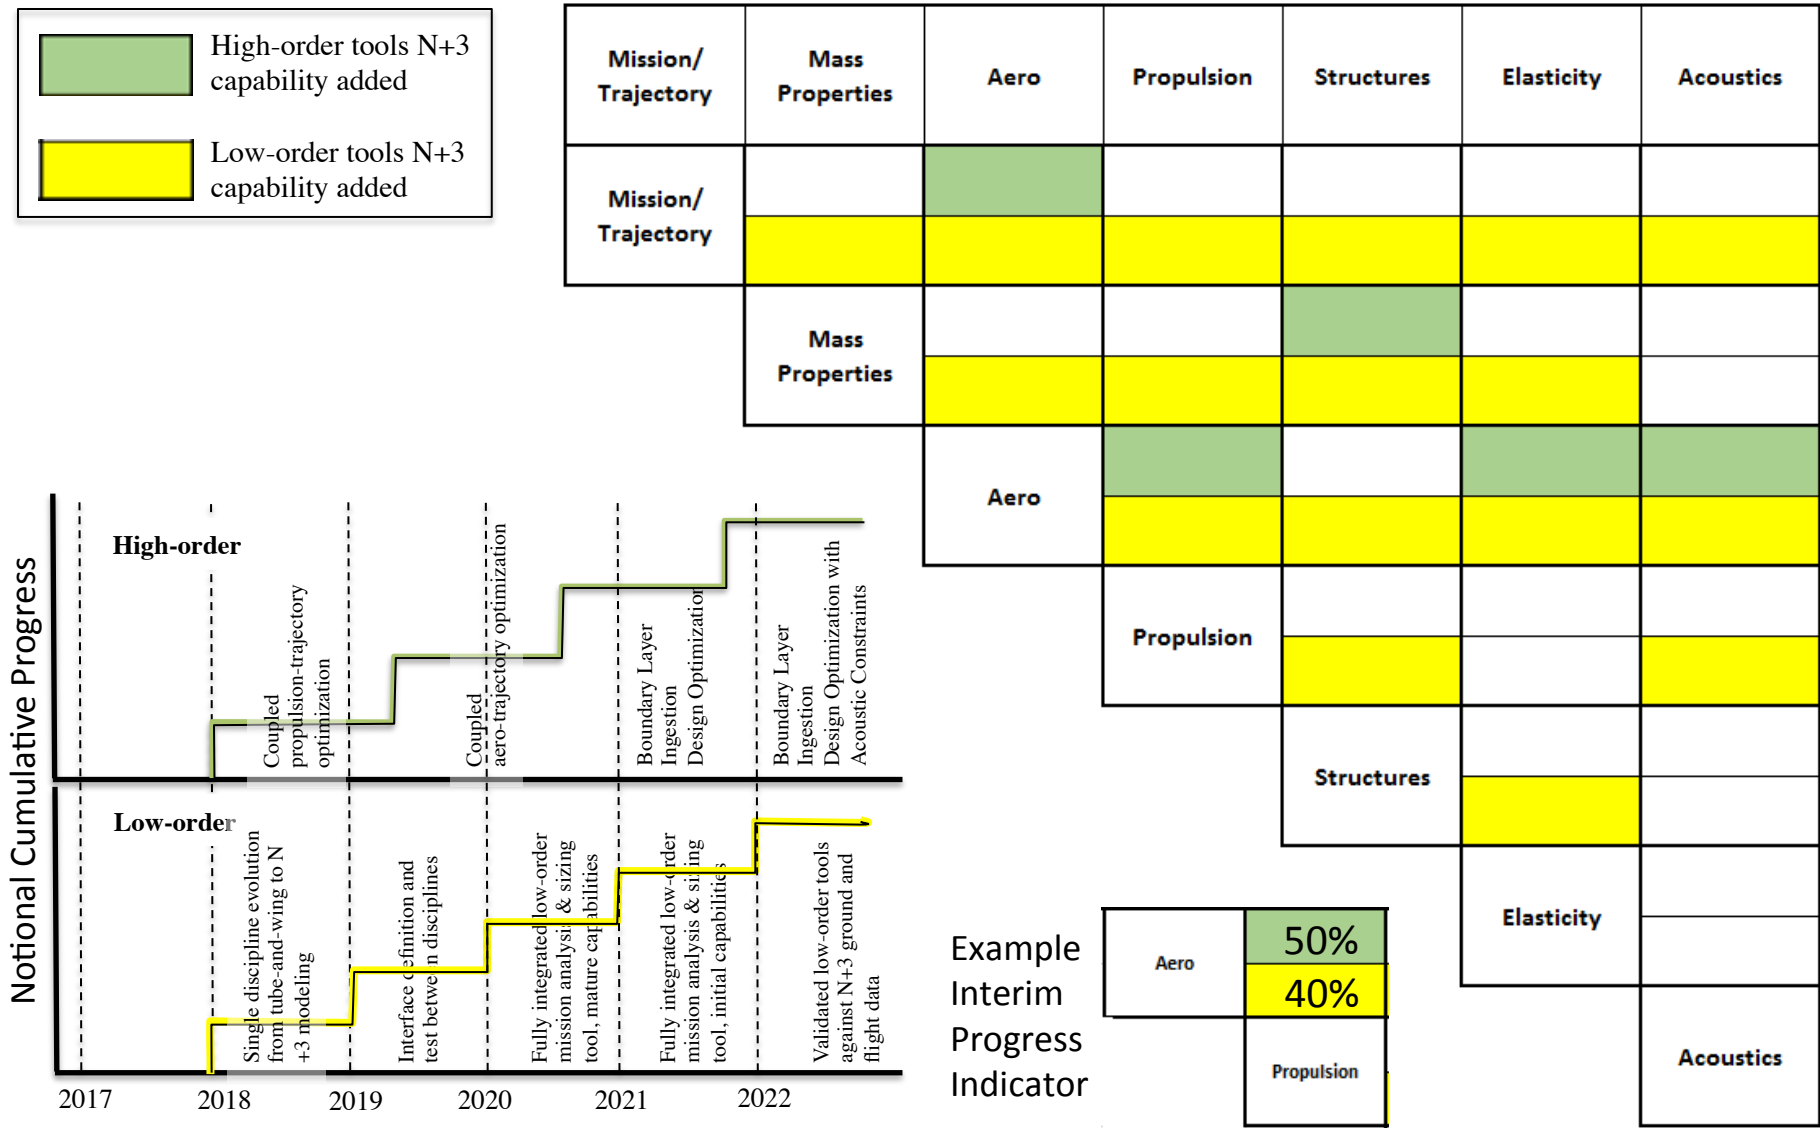 High-order tools N+3
capability added
Low-order tools N+3
capability added
Mission/
Trajectory
Mass
Properties
Aero
Propulsion
Structures
Elasticity
Acoustics
Mission/
Trajectory
Mass
Properties
Aero
Propulsion
Structures
Elasticity
Acoustics
Notional Cumulative Progress
High-order
Coupled
propulsion-trajectory
optimization
Coupled
aero-trajectory optimization
Boundary Layer
Ingestion
Design Optimization
Boundary Layer
Ingestion
Design Optimization with
Acoustic Constraints
Low-order
Single discipline evolution
from tube-and-wing to N
+3 modeling
Interface definition and
test between disciplines
Fully integrated low-order
mission analysis & sizing
tool, mature capabilities
Fully integrated low-order
mission analysis & sizing
tool, initial capabilities
Validated low-order tools
against N+3 ground and
flight data
2017
2018
2019
2020
2021
2022
Example
Interim
Progress
Indicator
Aero
50%
40%
Propulsion